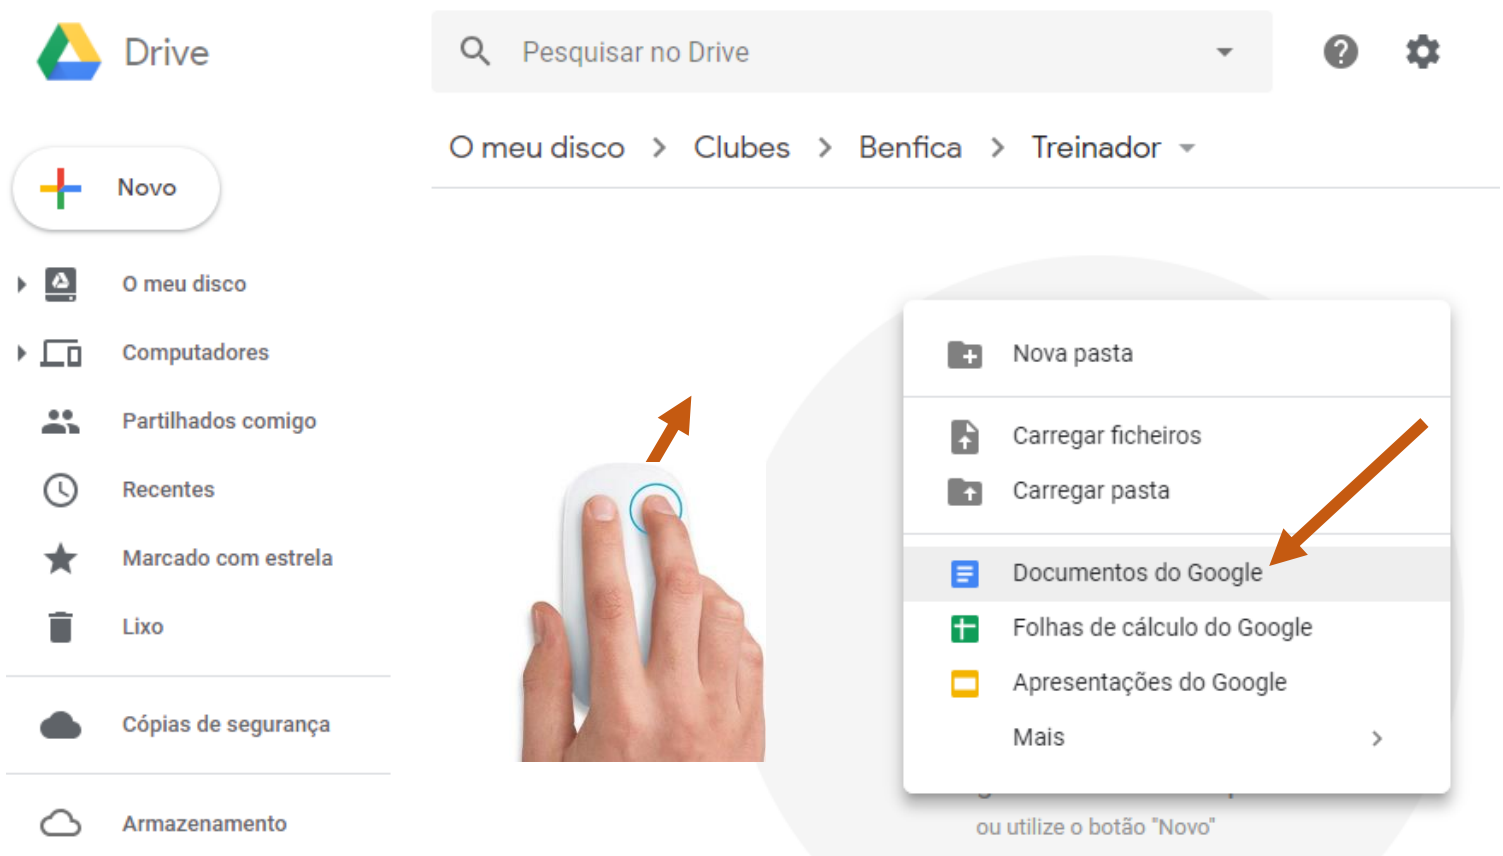 Drive
Pesquisar no Drive
O meu disco > Clubes > Benfica > Treinador
Novo
O meu disco
Computadores
Partilhados comigo
Recentes
Marcado com estrela
Lixo
Cópias de segurança
Armazenamento
Nova pasta
Carregar ficheiros
Carregar pasta
Documentos do Google
Folhas de cálculo do Google
Apresentações do Google
Mais
ou utilize o botão "Novo"